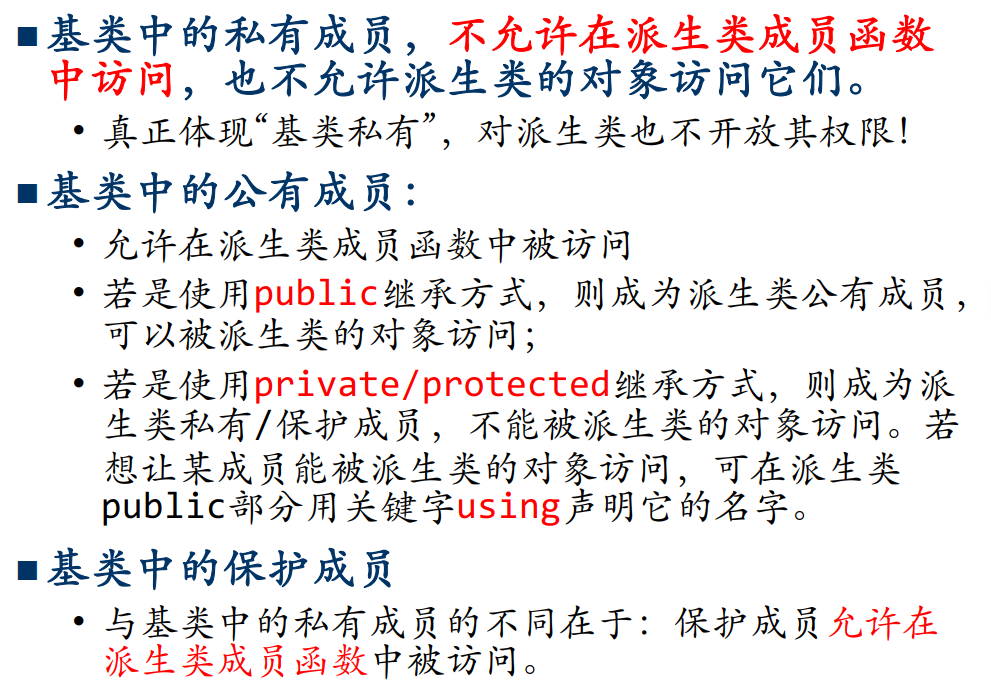 ■基类中的私有成员，不允许在派生类成员函数
中访问，也不允许派生类的对象访问它们。
• 真正体现“基类私有”，对派生类也不开放其权限!
■基类中的公有成员：
• 允许在派生类成员函数中被访问
• 若是使用public继承方式，则成为派生类公有成员，
可以被派生类的对象访问；
• 若是使用private/protected继承方式，则成为派
生类私有/保护成员，不能被派生类的对象访问。若
想让某成员能被派生类的对象访问，可在派生类
public部分用关键字using声明它的名字。
■基类中的保护成员
• 与基类中的私有成员的不同在于：保护成员允许在
派生类成员函数中被访问。